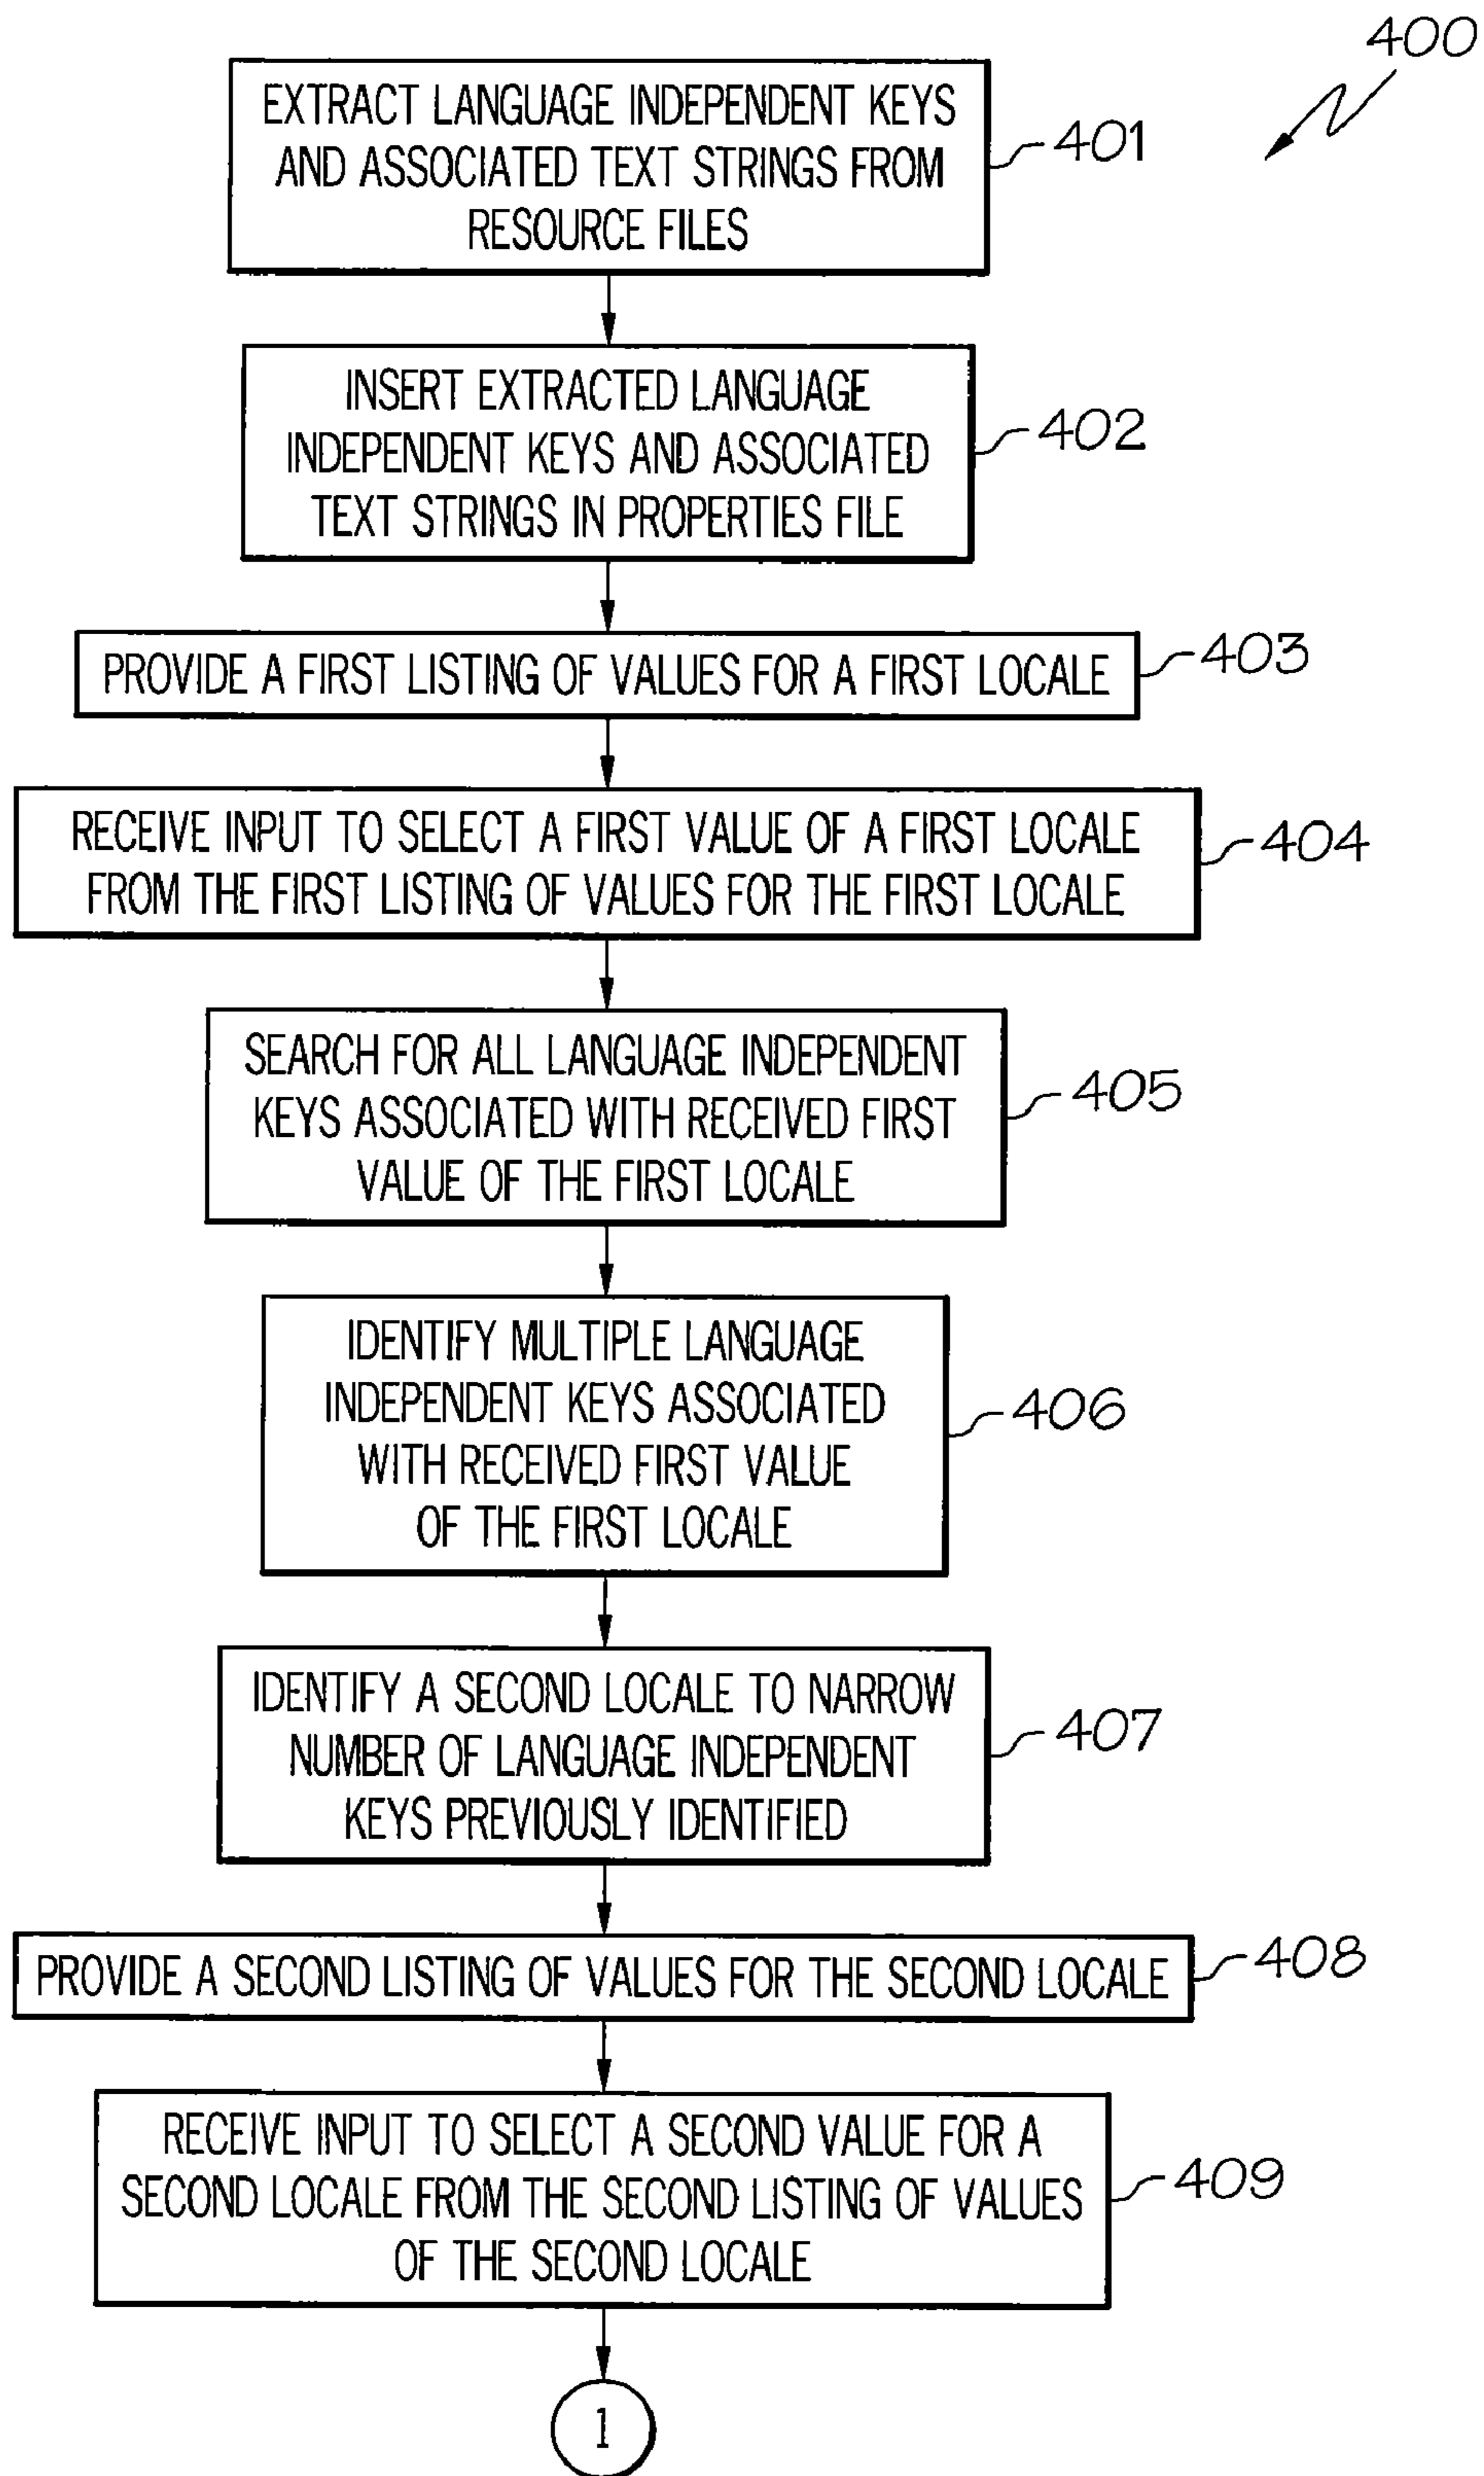 400
EXTRACT LANGUAGE INDEPENDENT KEYS
AND ASSOCIATED TEXT STRINGS FROM
RESOURCE FILES
401
INSERT EXTRACTED LANGUAGE
INDEPENDENT KEYS AND ASSOCIATED
TEXT STRINGS IN PROPERTIES FILE
402
PROVIDE A FIRST LISTING OF VALUES FOR A FIRST LOCALE
403
RECEIVE INPUT TO SELECT A FIRST VALUE OF A FIRST LOCALE
FROM THE FIRST LISTING OF VALUES FOR THE FIRST LOCALE
404
SEARCH FOR ALL LANGUAGE INDEPENDENT
KEYS ASSOCIATED WITH RECEIVED FIRST
VALUE OF THE FIRST LOCALE
405
IDENTIFY MULTIPLE LANGUAGE
INDEPENDENT KEYS ASSOCIATED
WITH RECEIVED FIRST VALUE
OF THE FIRST LOCALE
406
IDENTIFY A SECOND LOCALE TO NARROW
NUMBER OF LANGUAGE INDEPENDENT
KEYS PREVIOUSLY IDENTIFIED
407
PROVIDE A SECOND LISTING OF VALUES FOR THE SECOND LOCALE
408
RECEIVE INPUT TO SELECT A SECOND VALUE FOR A
SECOND LOCALE FROM THE SECOND LISTING OF VALUES
OF THE SECOND LOCALE
409
1